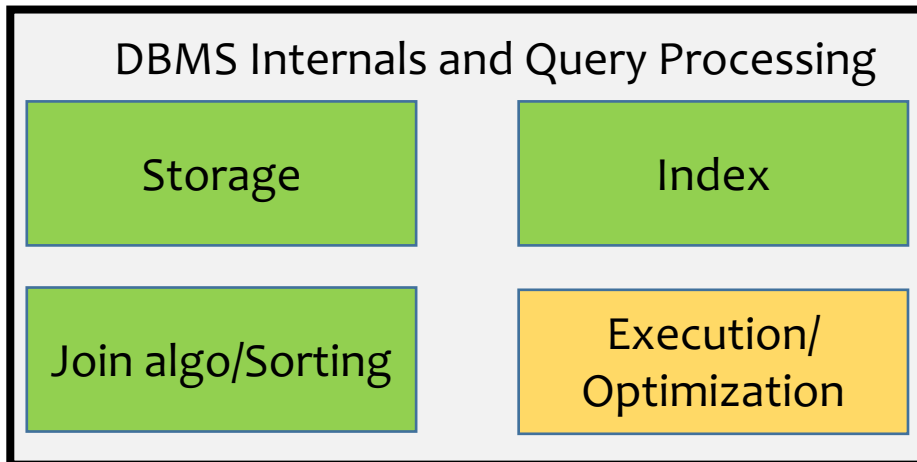 DBMS Internals and Query Processing
Storage
Index
Join algo/Sorting
Execution/
Optimization